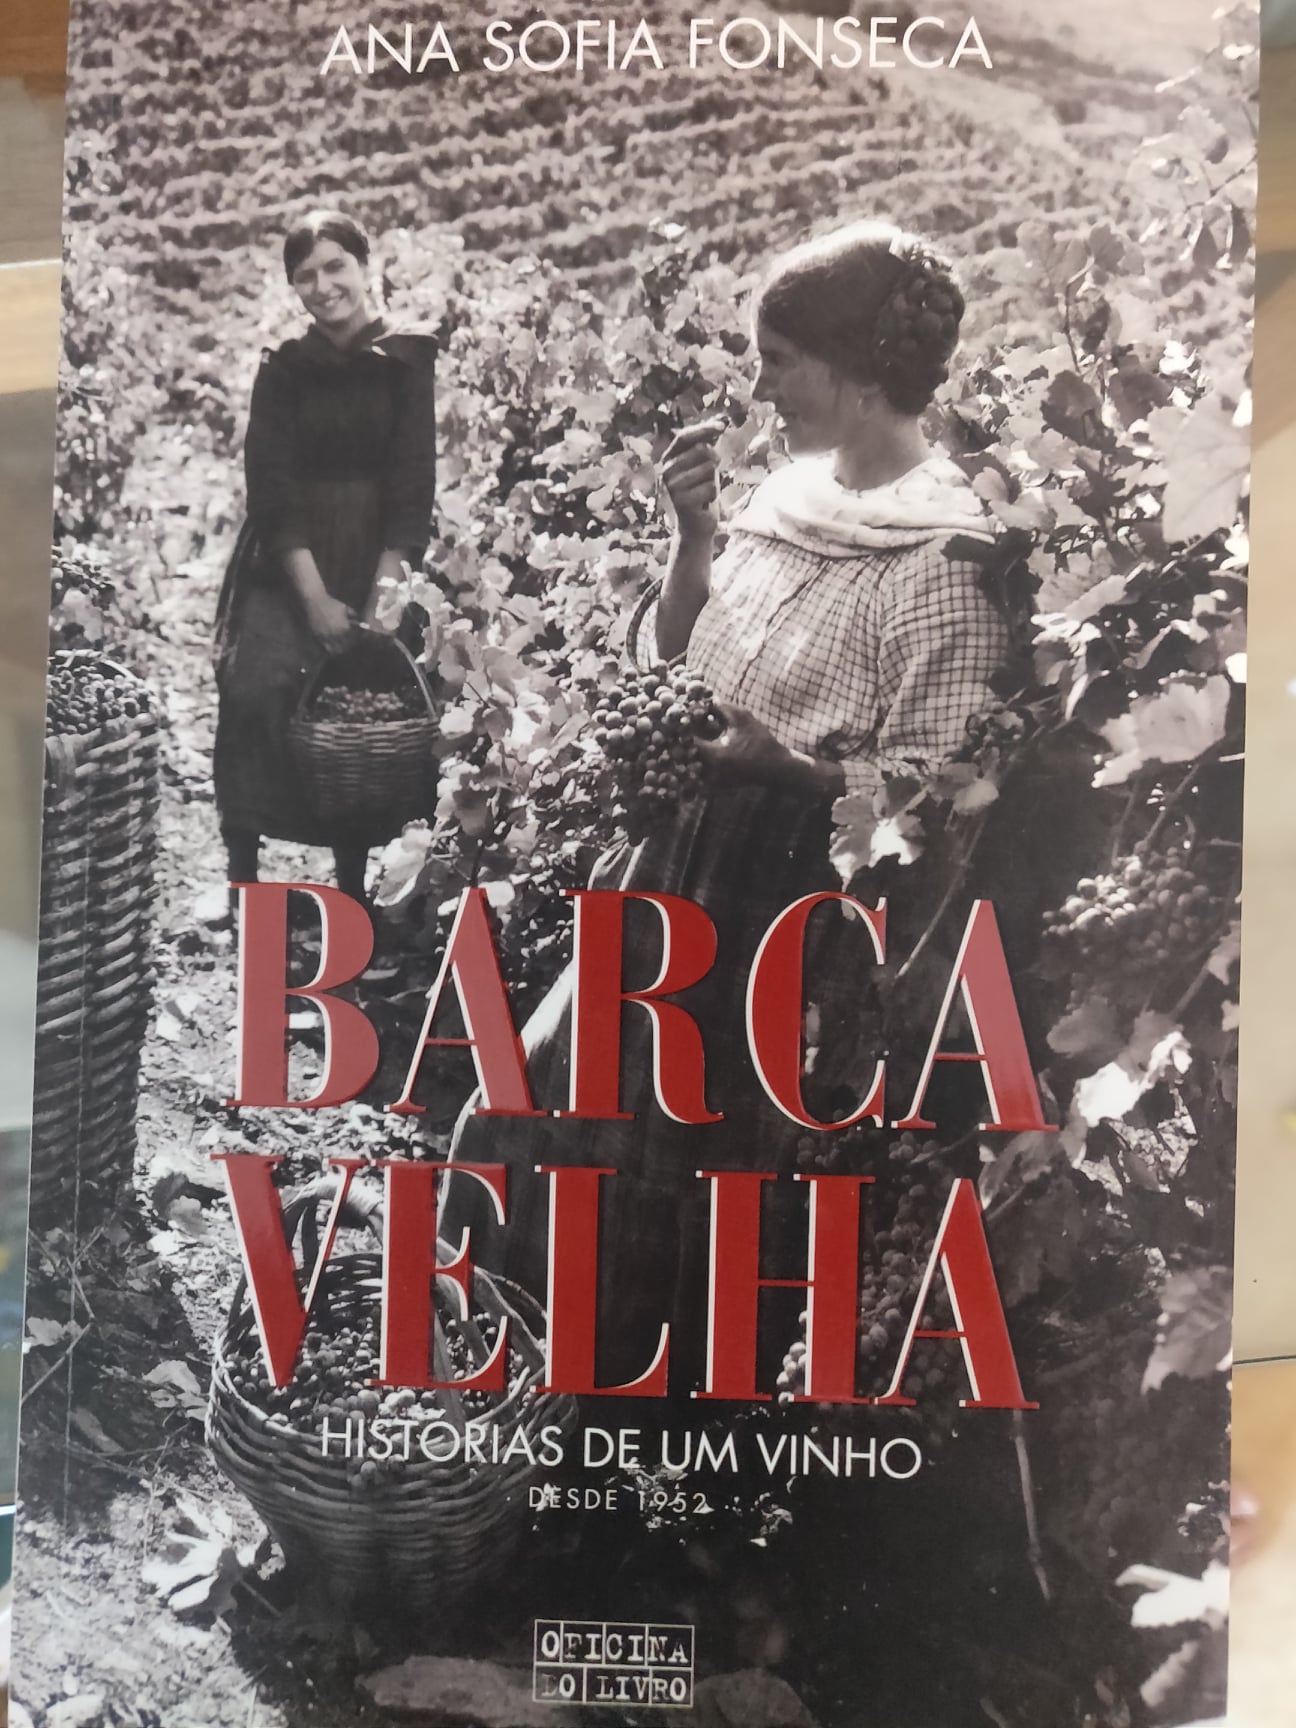 ANA SOFIA FONSECA
BARCA
VELHA
HISTÓRIAS DE UM VINHO
DESDE 1952
OFICINA
DO LIVRO